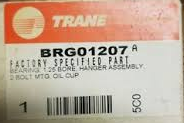 TRANE
BRG01207 A
FACTORY SPECIFIED PART
BEARING, 1.25 BORE, HANGER ASSEMBLY,
2 BOLT MTG. OIL CUP
1
5C0